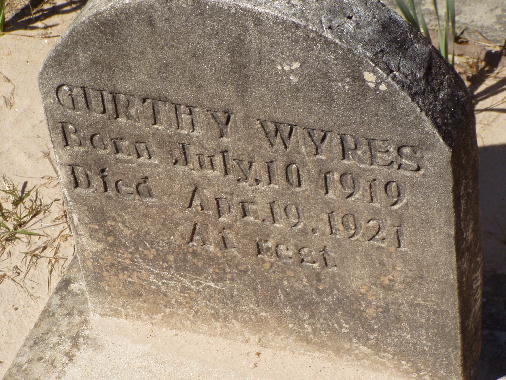 GURTHY WYRES
Born July, 10 1919
Died Apr. 19. 1921
At rest